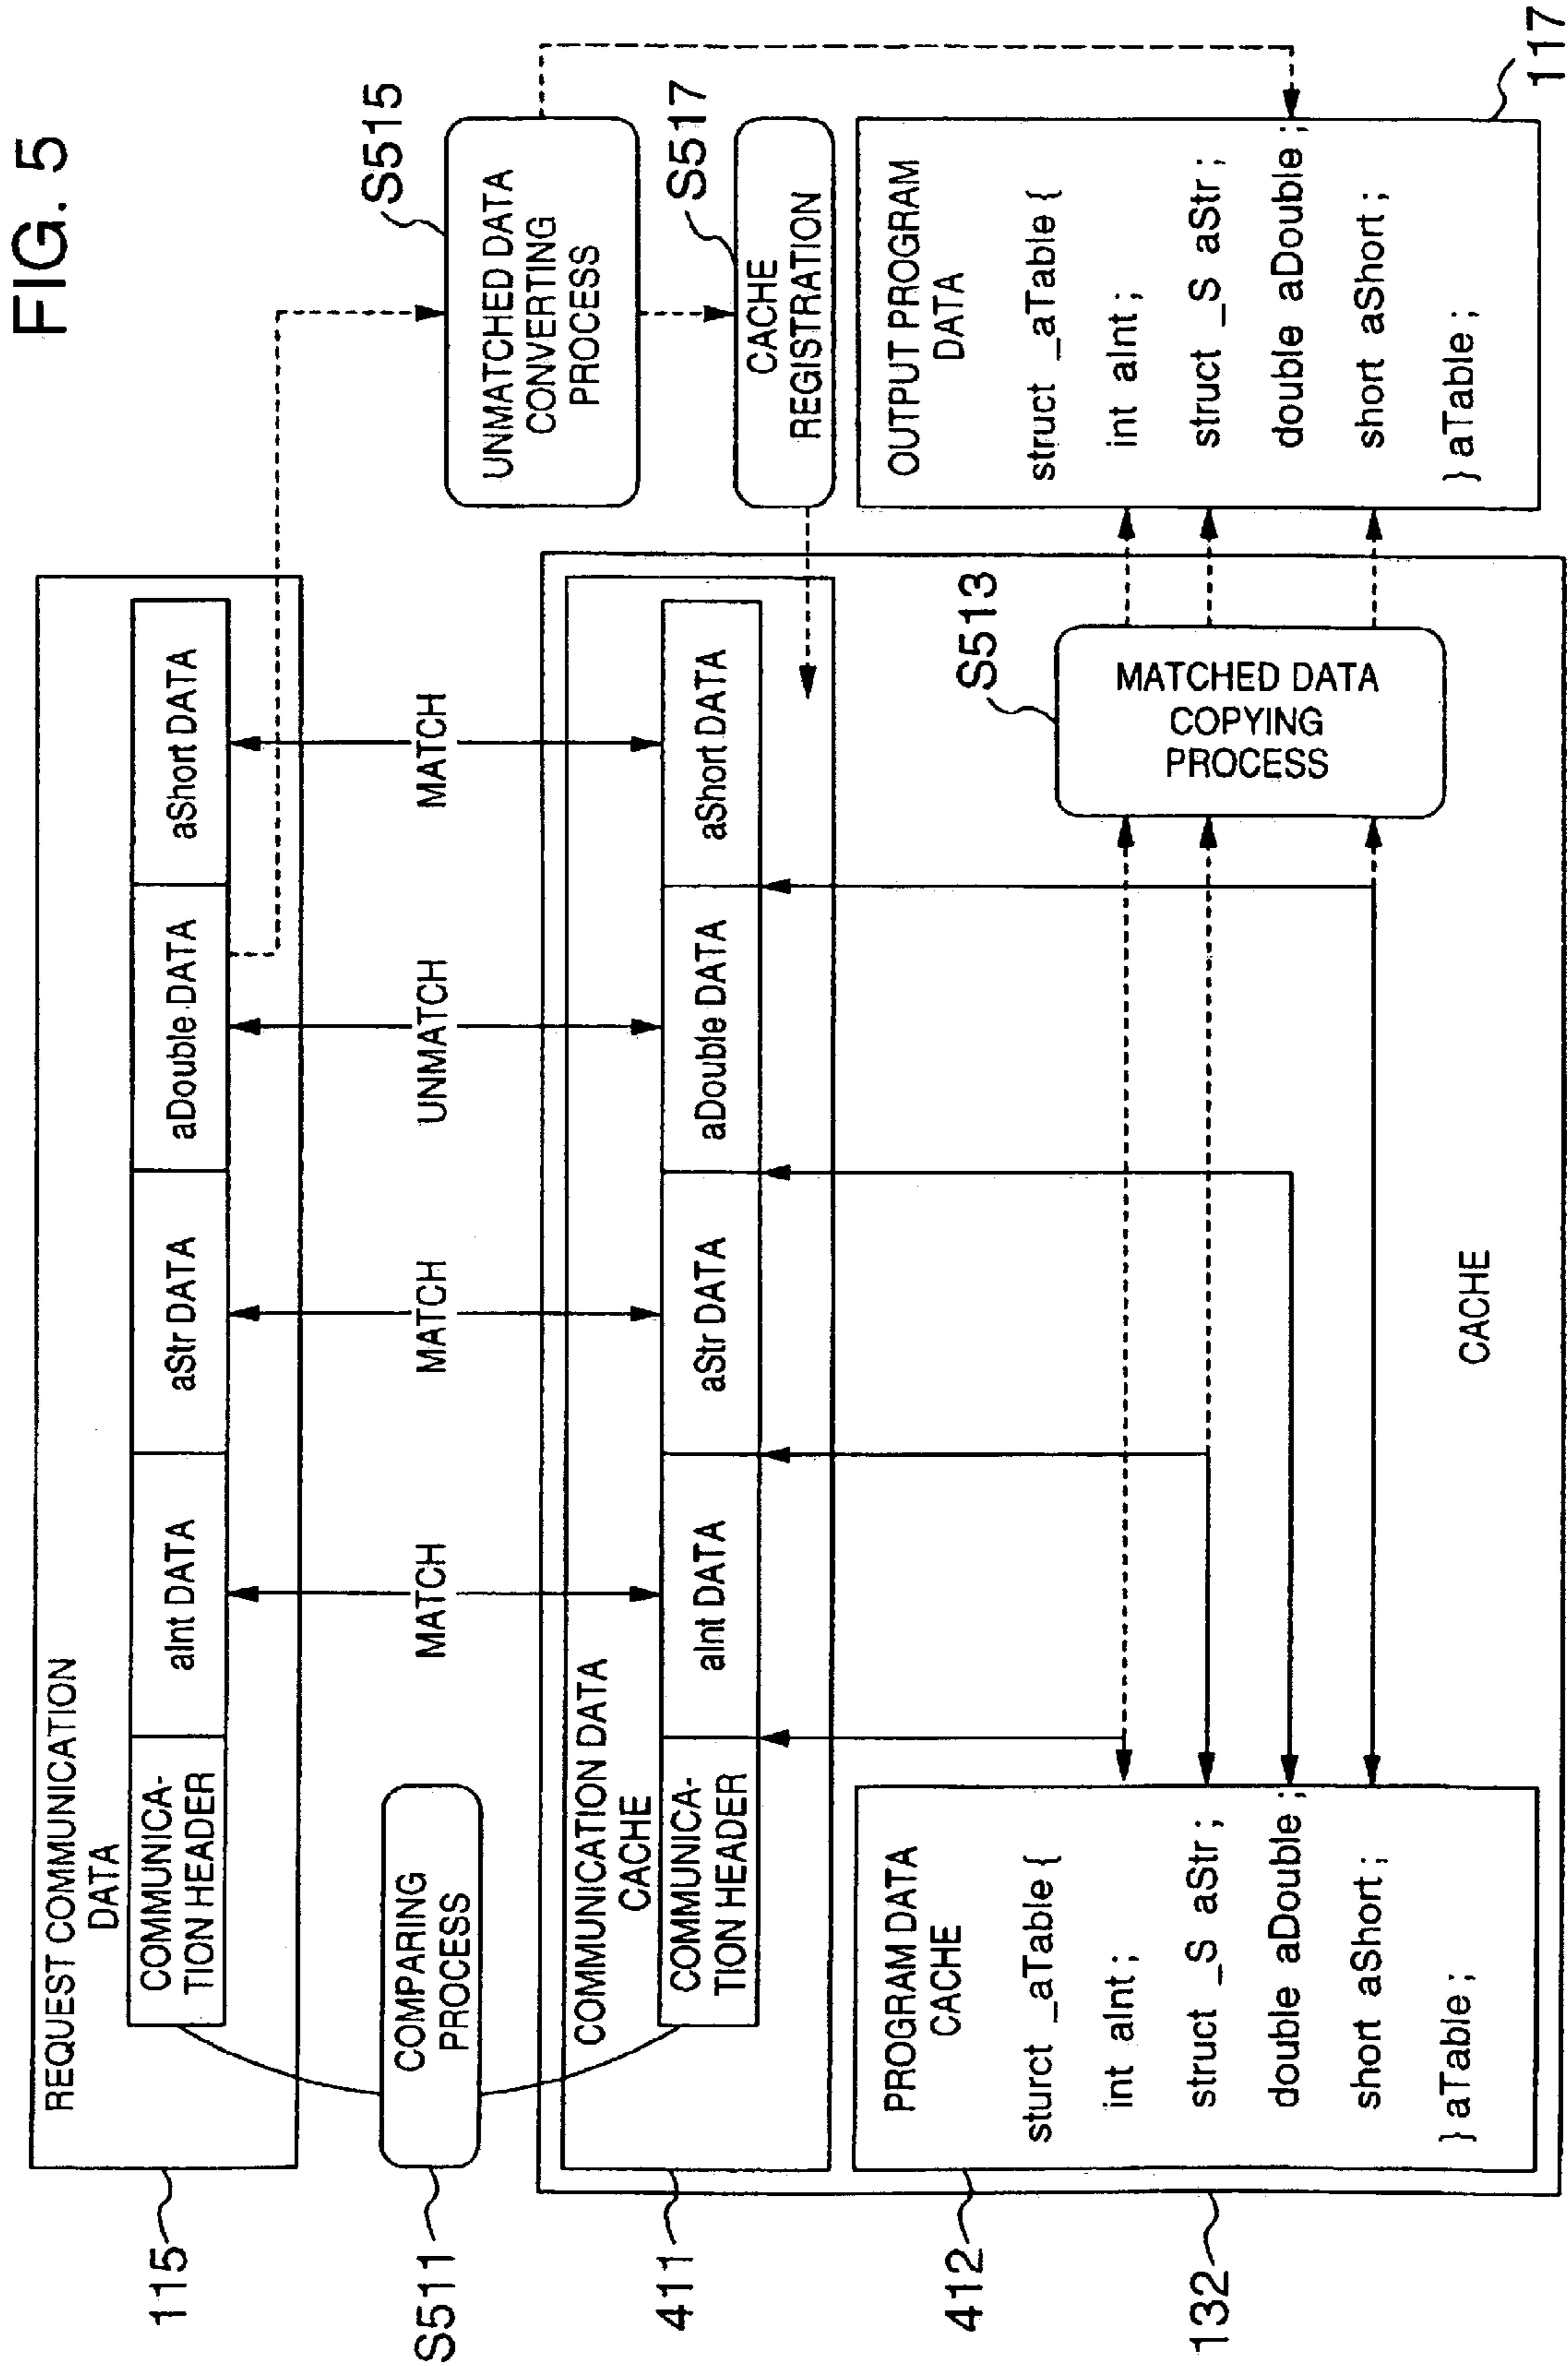 FIG. 5
REQUEST COMMUNICATION
DATA
COMMUNICA-
TION HEADER
aInt DATA
aStr DATA
aDouble DATA
aShort DATA
115
S511
COMPARING
PROCESS
MATCH
MATCH
UNMATCH
MATCH
UNMATCHED DATA
CONVERTING
PROCESS
S515
COMMUNICATION DATA
CACHE
COMMUNICA-
TION HEADER
aInt DATA
aStr DATA
aDouble DATA
aShort DATA
411
CACHE
REGISTRATION
S517
PROGRAM DATA
CACHE
sturct _aTable {
int aInt ;
struct _S aStr ;
double aDouble ;
short aShort ;
} aTable ;
412
132
S513
MATCHED DATA
COPYING
PROCESS
CACHE
OUTPUT PROGRAM
DATA
struct _aTable {
int aInt ;
struct _S aStr ;
double aDouble ;
short aShort ;
} aTable ;
117